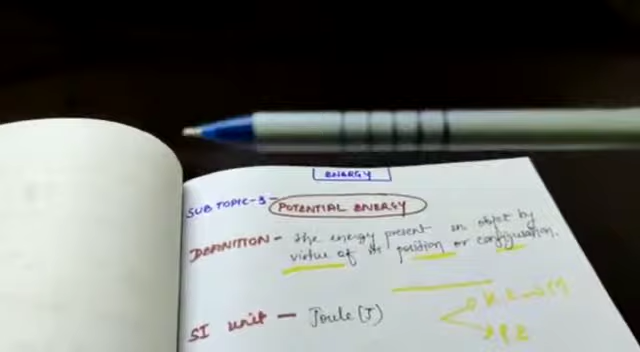 ENERGY
SUB TOPIC-3 POTENTIAL ENERGY
DEFINITION - The energy present in object by
virtue of its position or configuration.
SI unit - Joule (J)
K.E
P.E